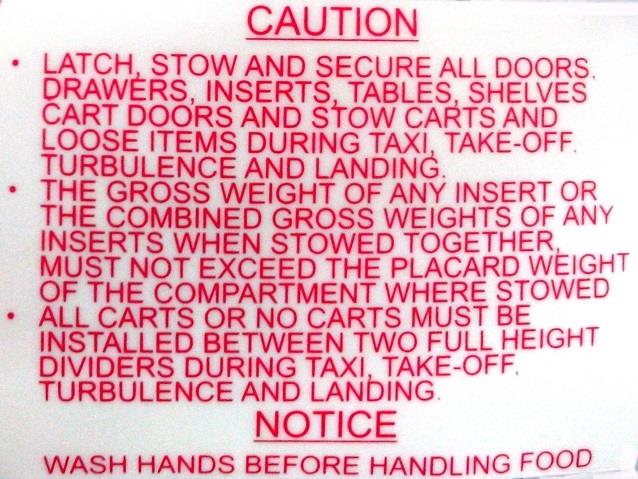 CAUTION
• LATCH, STOW AND SECURE ALL DOORS.
DRAWERS, INSERTS, TABLES, SHELVES
CART DOORS AND STOW CARTS AND
LOOSE ITEMS DURING TAXI, TAKE-OFF.
TURBULENCE AND LANDING.
• THE GROSS WEIGHT OF ANY INSERT OR
THE COMBINED GROSS WEIGHTS OF ANY
INSERTS WHEN STOWED TOGETHER,
MUST NOT EXCEED THE PLACARD WEIGHT
OF THE COMPARTMENT WHERE STOWED
• ALL CARTS OR NO CARTS MUST BE
INSTALLED BETWEEN TWO FULL HEIGHT
DIVIDERS DURING TAXI, TAKE-OFF.
TURBULENCE AND LANDING.
NOTICE
WASH HANDS BEFORE HANDLING FOOD